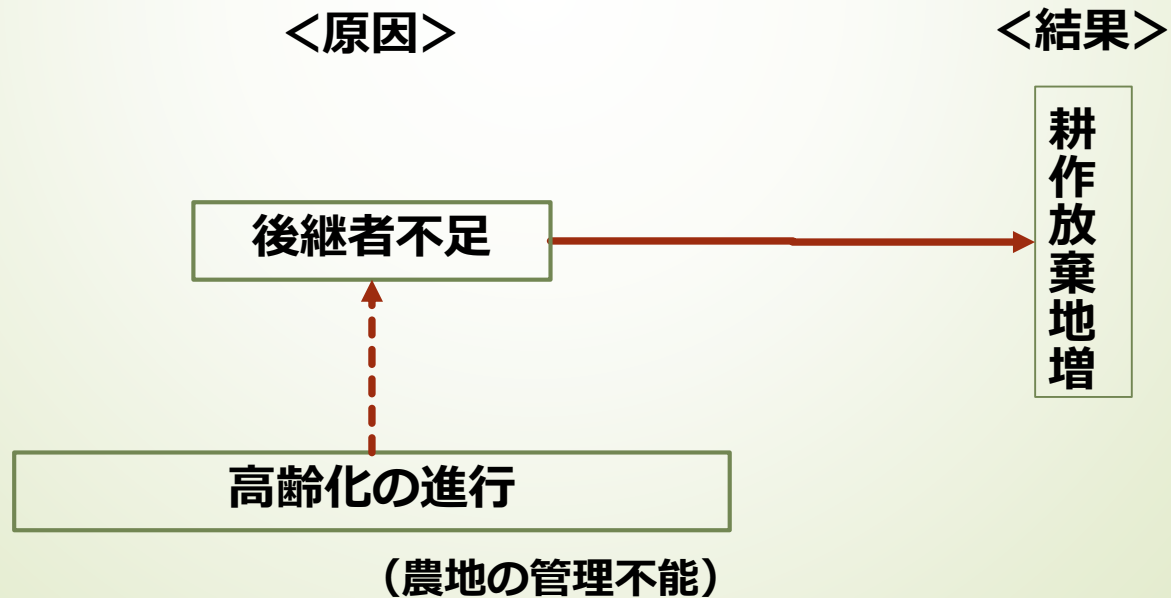 ＜原因＞
＜結果＞
耕作放棄地増
後継者不足
高齢化の進行
（農地の管理不能）